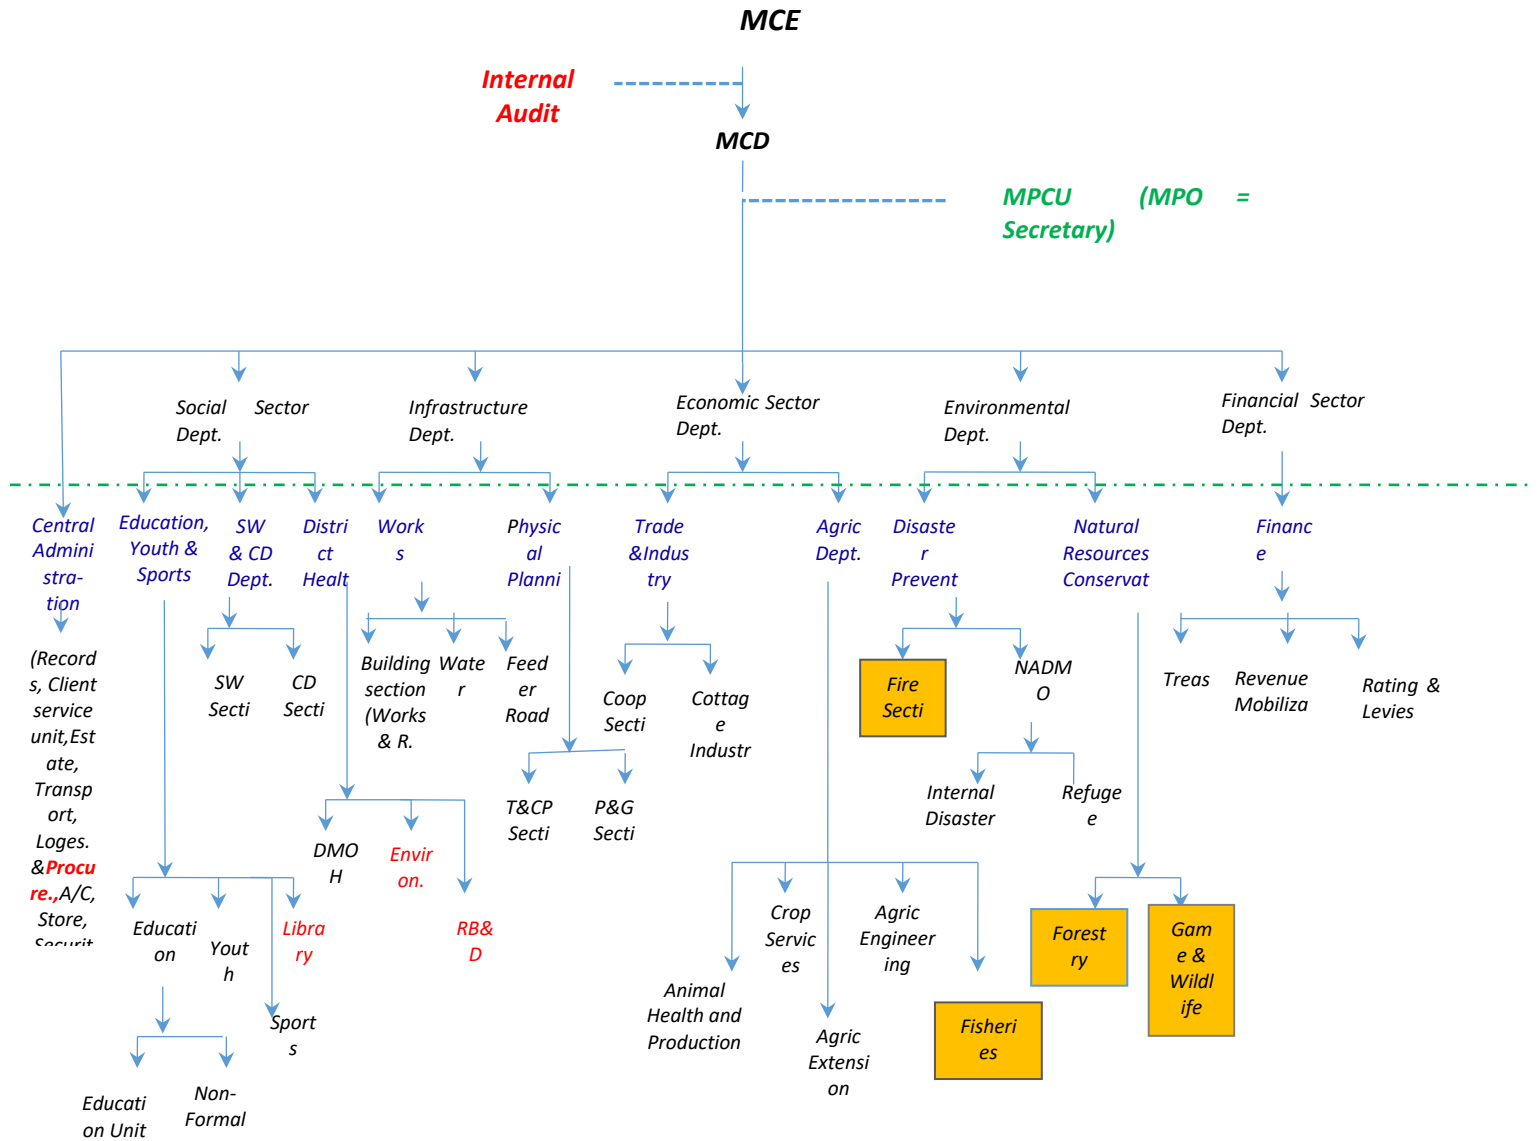 MCE
Internal
Audit
MCD
MPCU (MPO =
Secretary)
Social Sector
Dept.
Infrastructure
Dept.
Economic Sector
Dept.
Environmental
Dept.
Financial Sector
Dept.
Central
Admini
stra-
tion
Education,
Youth &
Sports
SW
& CD
Dept.
Distri
ct
Healt
Work
s
Physic
al
Planni
Trade
&Indus
try
Agric
Dept.
Disaste
r
Prevent
Natural
Resources
Conservat
Financ
e
(Record
s, Client
service
unit,Est
ate,
Transp
ort,
Loges.
&Procu
re.,A/C,
Store,
Securit
SW
Secti
CD
Secti
Building
section
(Works
& R.
Wate
r
Feed
er
Road
Coop
Secti
Cottag
e
Industr
Fire
Secti
NADM
O
Treas
Revenue
Mobiliza
Rating &
Levies
T&CP
Secti
P&G
Secti
Internal
Disaster
Refuge
e
DMO
H
Envir
on.
RB&
D
Educati
on
Yout
h
Libra
ry
Sport
s
Crop
Servic
es
Agric
Engineer
ing
Animal
Health and
Production
Agric
Extensi
on
Fisheri
es
Forest
ry
Gam
e &
Wildl
ife
Educati
on Unit
Non-
Formal